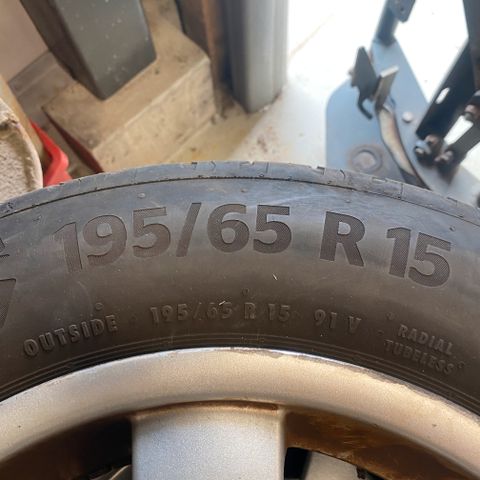 195/65 R 15
OUTSIDE 195/65 R 15 91 V RADIAL
TUBELESS